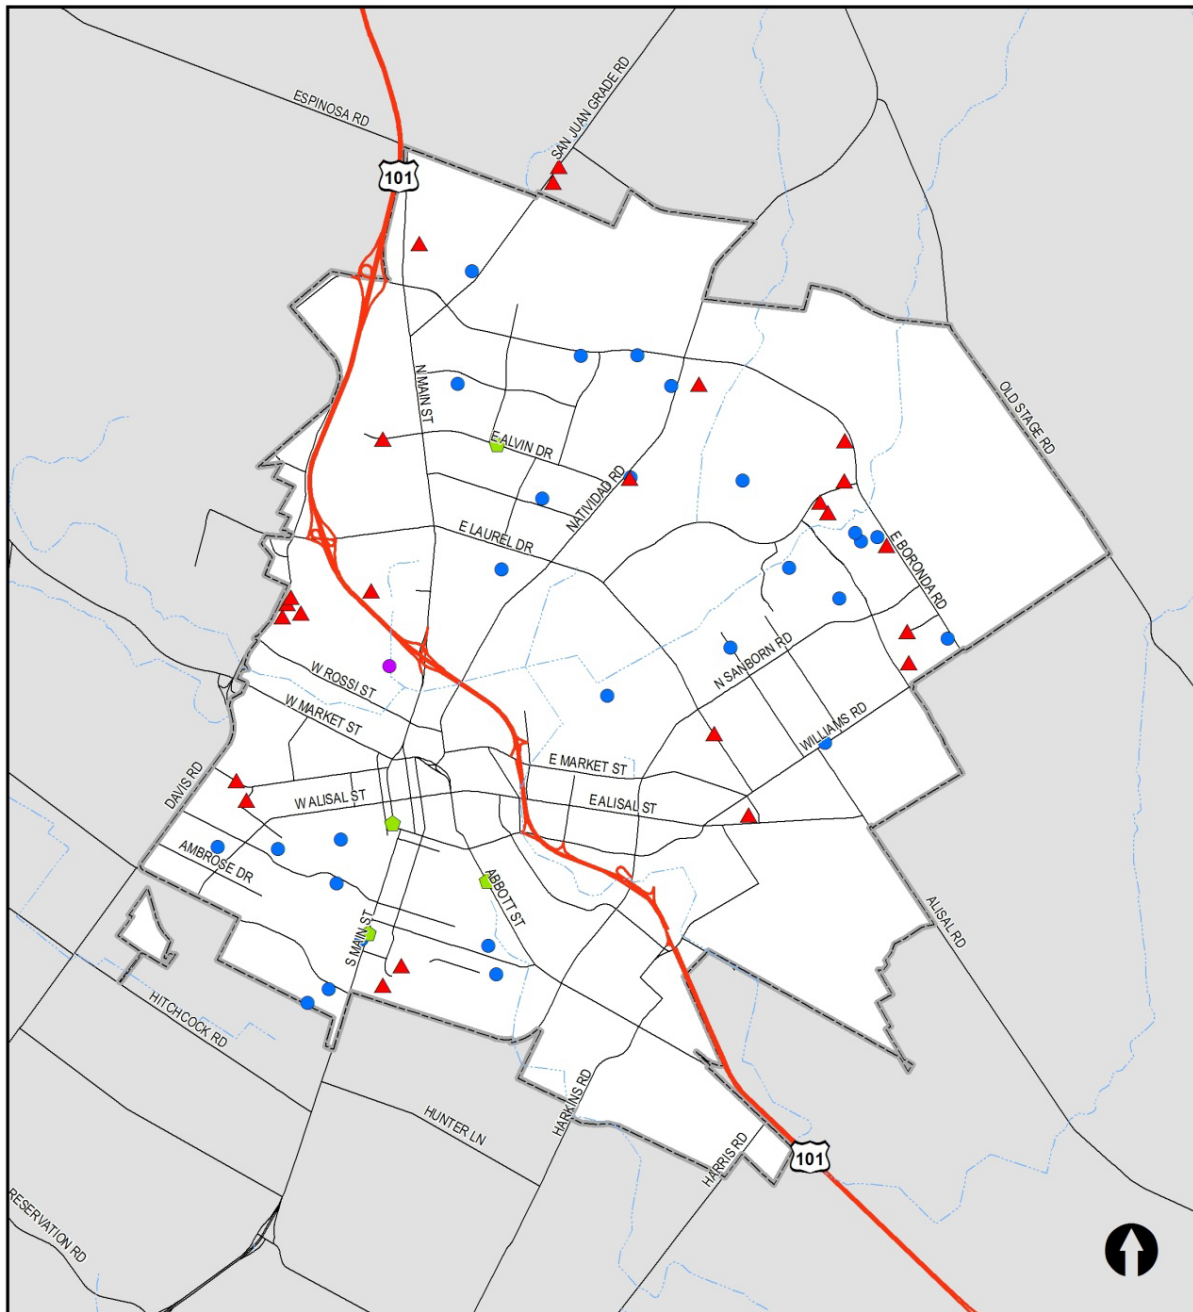 ESPINOSA RD
SAN JUAN GRADE RD
101
N MAIN ST
OLD STAGE RD
E ALVIN DR
NATIVIDAD RD
E LAUREL DR
E BORONDA RD
N SANBORN RD
W ROSSI ST
W MARKET ST
WILLIAMS RD
E MARKET ST
DAVIS RD
W ALISAL ST
E ALISAL ST
AMBROSE DR
ABBOTT ST
S MAIN ST
ALISAL RD
HITCHCOCK RD
HUNTER LN
HARKINS RD
HARRIS RD
101
RESERVATION RD